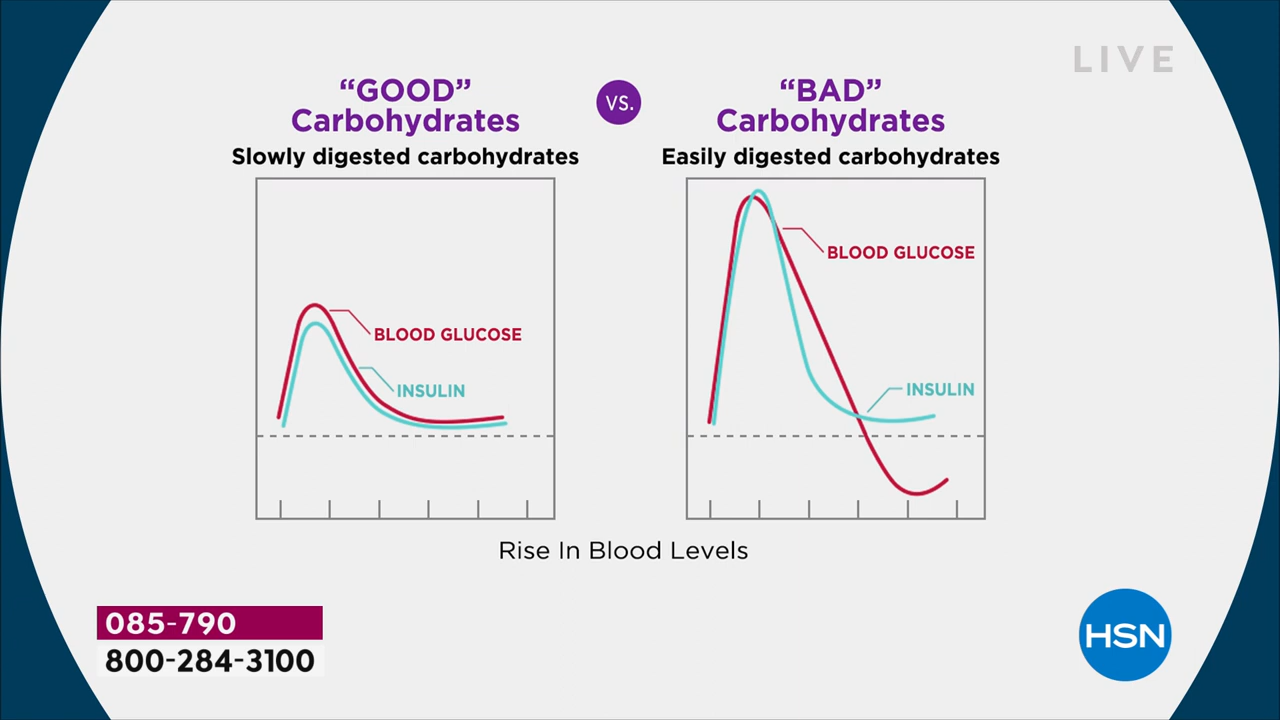 LIVE
“GOOD”
Carbohydrates
Slowly digested carbohydrates
VS.
“BAD”
Carbohydrates
Easily digested carbohydrates
BLOOD GLUCOSE
INSULIN
BLOOD GLUCOSE
INSULIN
Rise In Blood Levels
085-790
800-284-3100
HSN